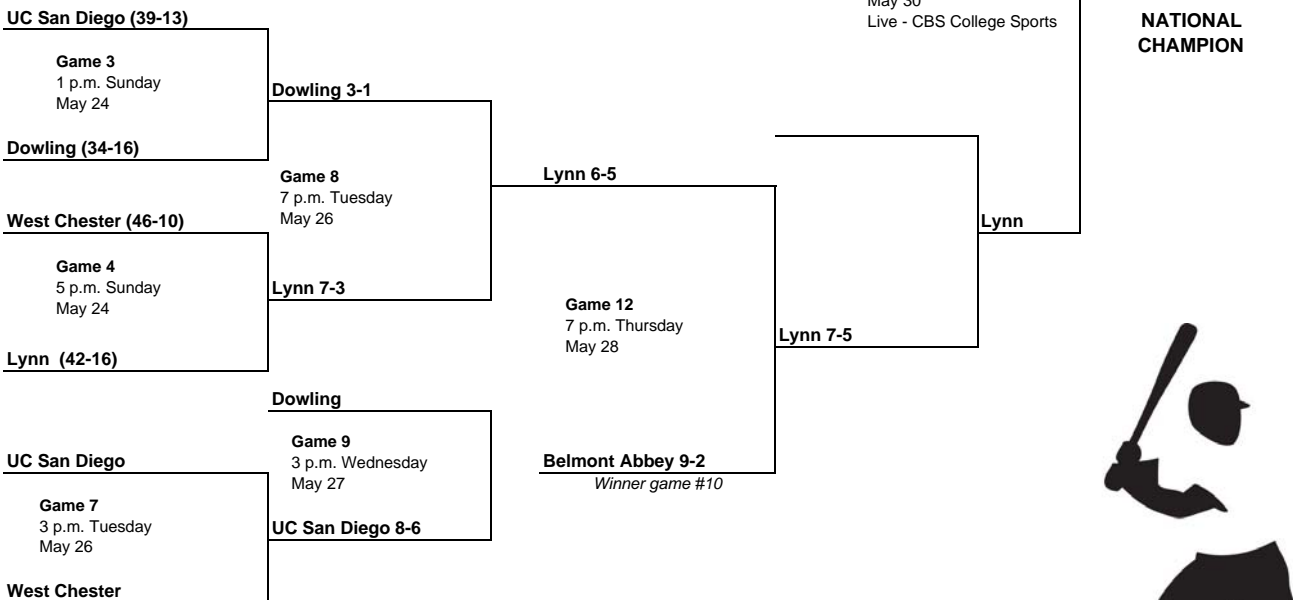 May 30
Live - CBS College Sports
NATIONAL
CHAMPION
UC San Diego (39-13)
Game 3
1 p.m. Sunday
May 24
Dowling 3-1
Dowling (34-16)
Game 8
7 p.m. Tuesday
May 26
Lynn 6-5
West Chester (46-10)
Lynn
Game 4
5 p.m. Sunday
May 24
Lynn 7-3
Game 12
7 p.m. Thursday
May 28
Lynn 7-5
Lynn  (42-16)
Dowling
Game 9
3 p.m. Wednesday
May 27
UC San Diego
Belmont Abbey 9-2
Winner game #10
Game 7
3 p.m. Tuesday
May 26
UC San Diego 8-6
West Chester